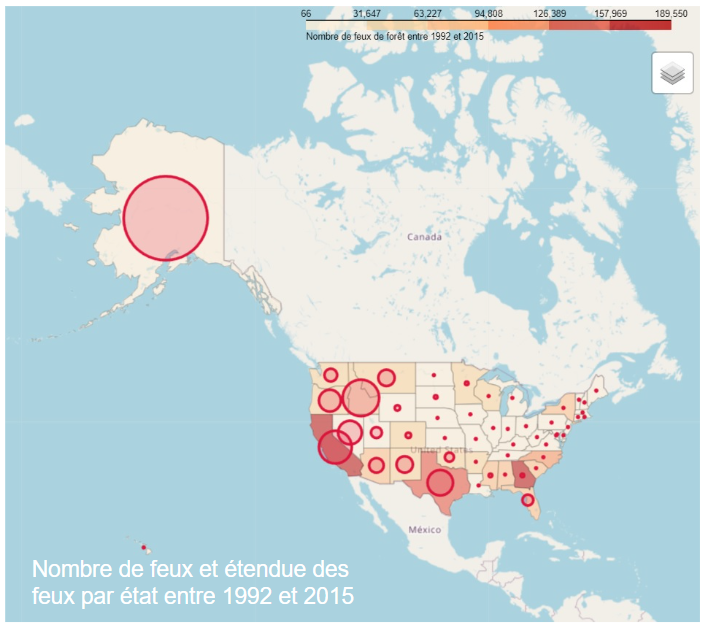 66 31,647 63,227 94,808 126,389 157,969 189,550
Nombre de feux de forêt entre 1992 et 2015
Canada
United States
México
Nombre de feux et étendue des
feux par état entre 1992 et 2015